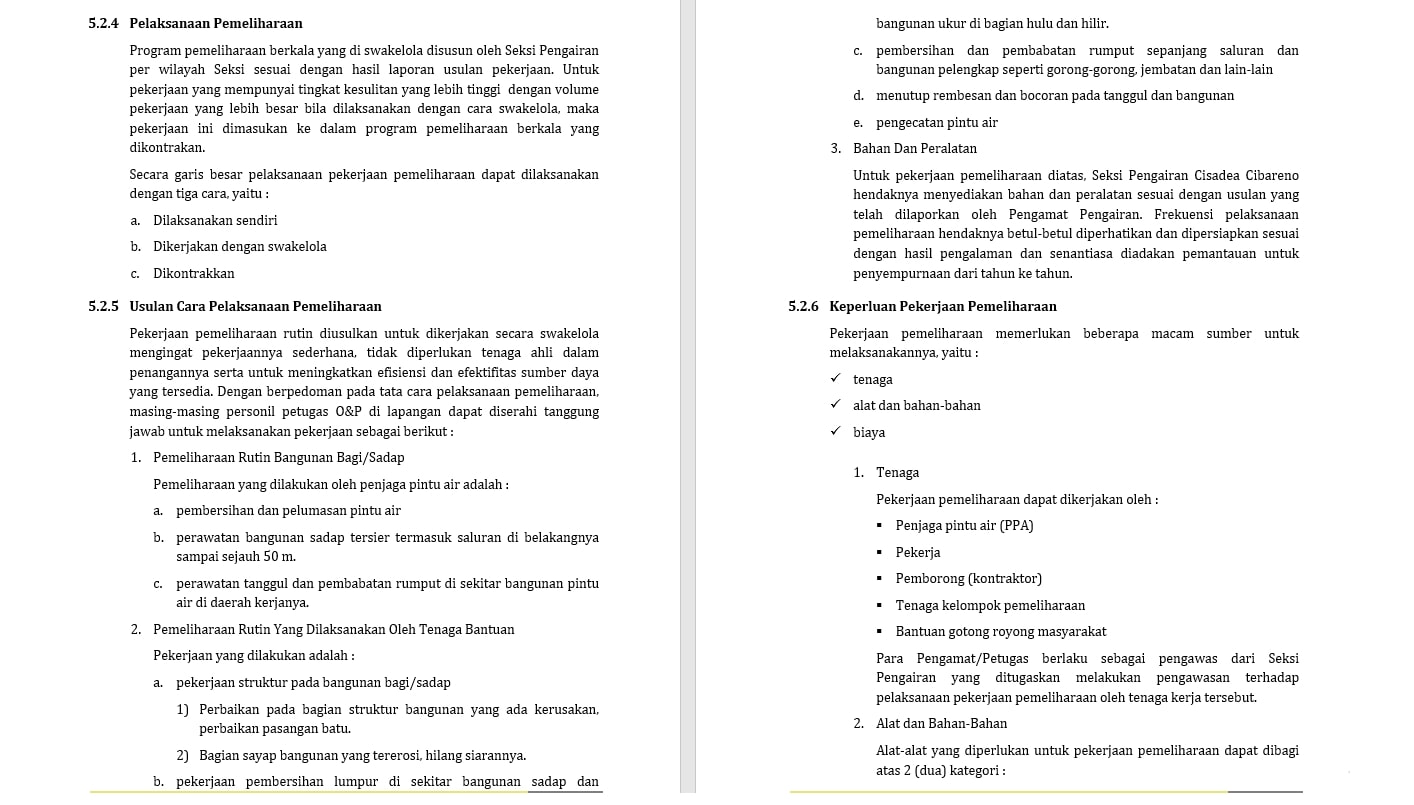 5.2.4 Pelaksanaan Pemeliharaan
Program pemeliharaan berkala yang di swakelola disusun oleh Seksi Pengairan
per wilayah Seksi sesuai dengan hasil laporan usulan pekerjaan. Untuk
pekerjaan yang mempunyai tingkat kesulitan yang lebih tinggi dengan volume
pekerjaan yang lebih besar bila dilaksanakan dengan cara swakelola, maka
pekerjaan ini dimasukan ke dalam program pemeliharaan berkala yang
dikontrakan.
Secara garis besar pelaksanaan pekerjaan pemeliharaan dapat dilaksanakan
dengan tiga cara, yaitu :
a. Dilaksanakan sendiri
b. Dikerjakan dengan swakelola
c. Dikontrakkan
5.2.5 Usulan Cara Pelaksanaan Pemeliharaan
Pekerjaan pemeliharaan rutin diusulkan untuk dikerjakan secara swakelola
mengingat pekerjaannya sederhana, tidak diperlukan tenaga ahli dalam
penangannya serta untuk meningkatkan efisiensi dan efektifitas sumber daya
yang tersedia. Dengan berpedoman pada tata cara pelaksanaan pemeliharaan,
masing-masing personil petugas O&P di lapangan dapat diserahi tanggung
jawab untuk melaksanakan pekerjaan sebagai berikut :
1. Pemeliharaan Rutin Bangunan Bagi/Sadap
Pemeliharaan yang dilakukan oleh penjaga pintu air adalah :
a. pembersihan dan pelumasan pintu air
b. perawatan bangunan sadap tersier termasuk saluran di belakangnya
sampai sejauh 50 m.
c. perawatan tanggul dan pembabatan rumput di sekitar bangunan pintu
air di daerah kerjanya.
2. Pemeliharaan Rutin Yang Dilaksanakan Oleh Tenaga Bantuan
Pekerjaan yang dilakukan adalah :
a. pekerjaan struktur pada bangunan bagi/sadap
1) Perbaikan pada bagian struktur bangunan yang ada kerusakan,
perbaikan pasangan batu.
2) Bagian sayap bangunan yang tererosi, hilang siarannya.
b. pekerjaan pembersihan lumpur di sekitar bangunan sadap dan
bangunan ukur di bagian hulu dan hilir.
c. pembersihan dan pembabatan rumput sepanjang saluran dan
bangunan pelengkap seperti gorong-gorong, jembatan dan lain-lain
d. menutup rembesan dan bocoran pada tanggul dan bangunan
e. pengecatan pintu air
3. Bahan Dan Peralatan
Untuk pekerjaan pemeliharaan diatas, Seksi Pengairan Cisadea Cibareno
hendaknya menyediakan bahan dan peralatan sesuai dengan usulan yang
telah dilaporkan oleh Pengamat Pengairan. Frekuensi pelaksanaan
pemeliharaan hendaknya betul-betul diperhatikan dan dipersiapkan sesuai
dengan hasil pengalaman dan senantiasa diadakan pemantauan untuk
penyempurnaan dari tahun ke tahun.
5.2.6 Keperluan Pekerjaan Pemeliharaan
Pekerjaan pemeliharaan memerlukan beberapa macam sumber untuk
melaksanakannya, yaitu :
✓ tenaga
✓ alat dan bahan-bahan
✓ biaya
1. Tenaga
Pekerjaan pemeliharaan dapat dikerjakan oleh :
▪ Penjaga pintu air (PPA)
▪ Pekerja
▪ Pemborong (kontraktor)
▪ Tenaga kelompok pemeliharaan
▪ Bantuan gotong royong masyarakat
Para Pengamat/Petugas berlaku sebagai pengawas dari Seksi
Pengairan yang ditugaskan melakukan pengawasan terhadap
pelaksanaan pekerjaan pemeliharaan oleh tenaga kerja tersebut.
2. Alat dan Bahan-Bahan
Alat-alat yang diperlukan untuk pekerjaan pemeliharaan dapat dibagi
atas 2 (dua) kategori :